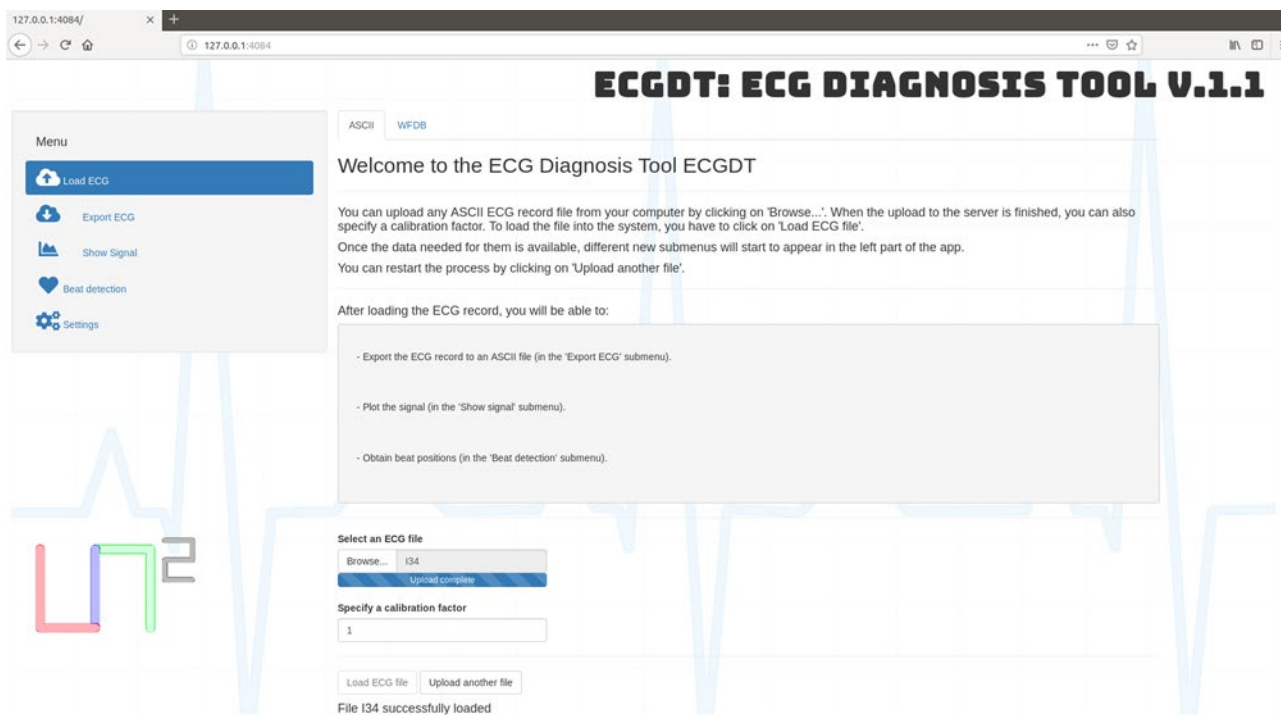 127.0.0.1:4084/
127.0.0.1:4084
ECGDT: ECG DIAGNOSIS TOOL V.1.1
Menu
Load ECG
Export ECG
Show Signal
Beat detection
Settings
ASCII WFDB
Welcome to the ECG Diagnosis Tool ECGDT
You can upload any ASCII ECG record file from your computer by clicking on 'Browse...'. When the upload to the server is finished, you can also
specify a calibration factor. To load the file into the system, you have to click on 'Load ECG file'.
Once the data needed for them is available, different new submenus will start to appear in the left part of the app.
You can restart the process by clicking on 'Upload another file'.
After loading the ECG record, you will be able to:
- Export the ECG record to an ASCII file (in the 'Export ECG' submenu).
- Plot the signal (in the 'Show signal' submenu).
- Obtain beat positions (in the 'Beat detection' submenu).
Select an ECG file
Browse... I34
Upload complete
Specify a calibration factor
1
Load ECG file Upload another file
File I34 successfully loaded